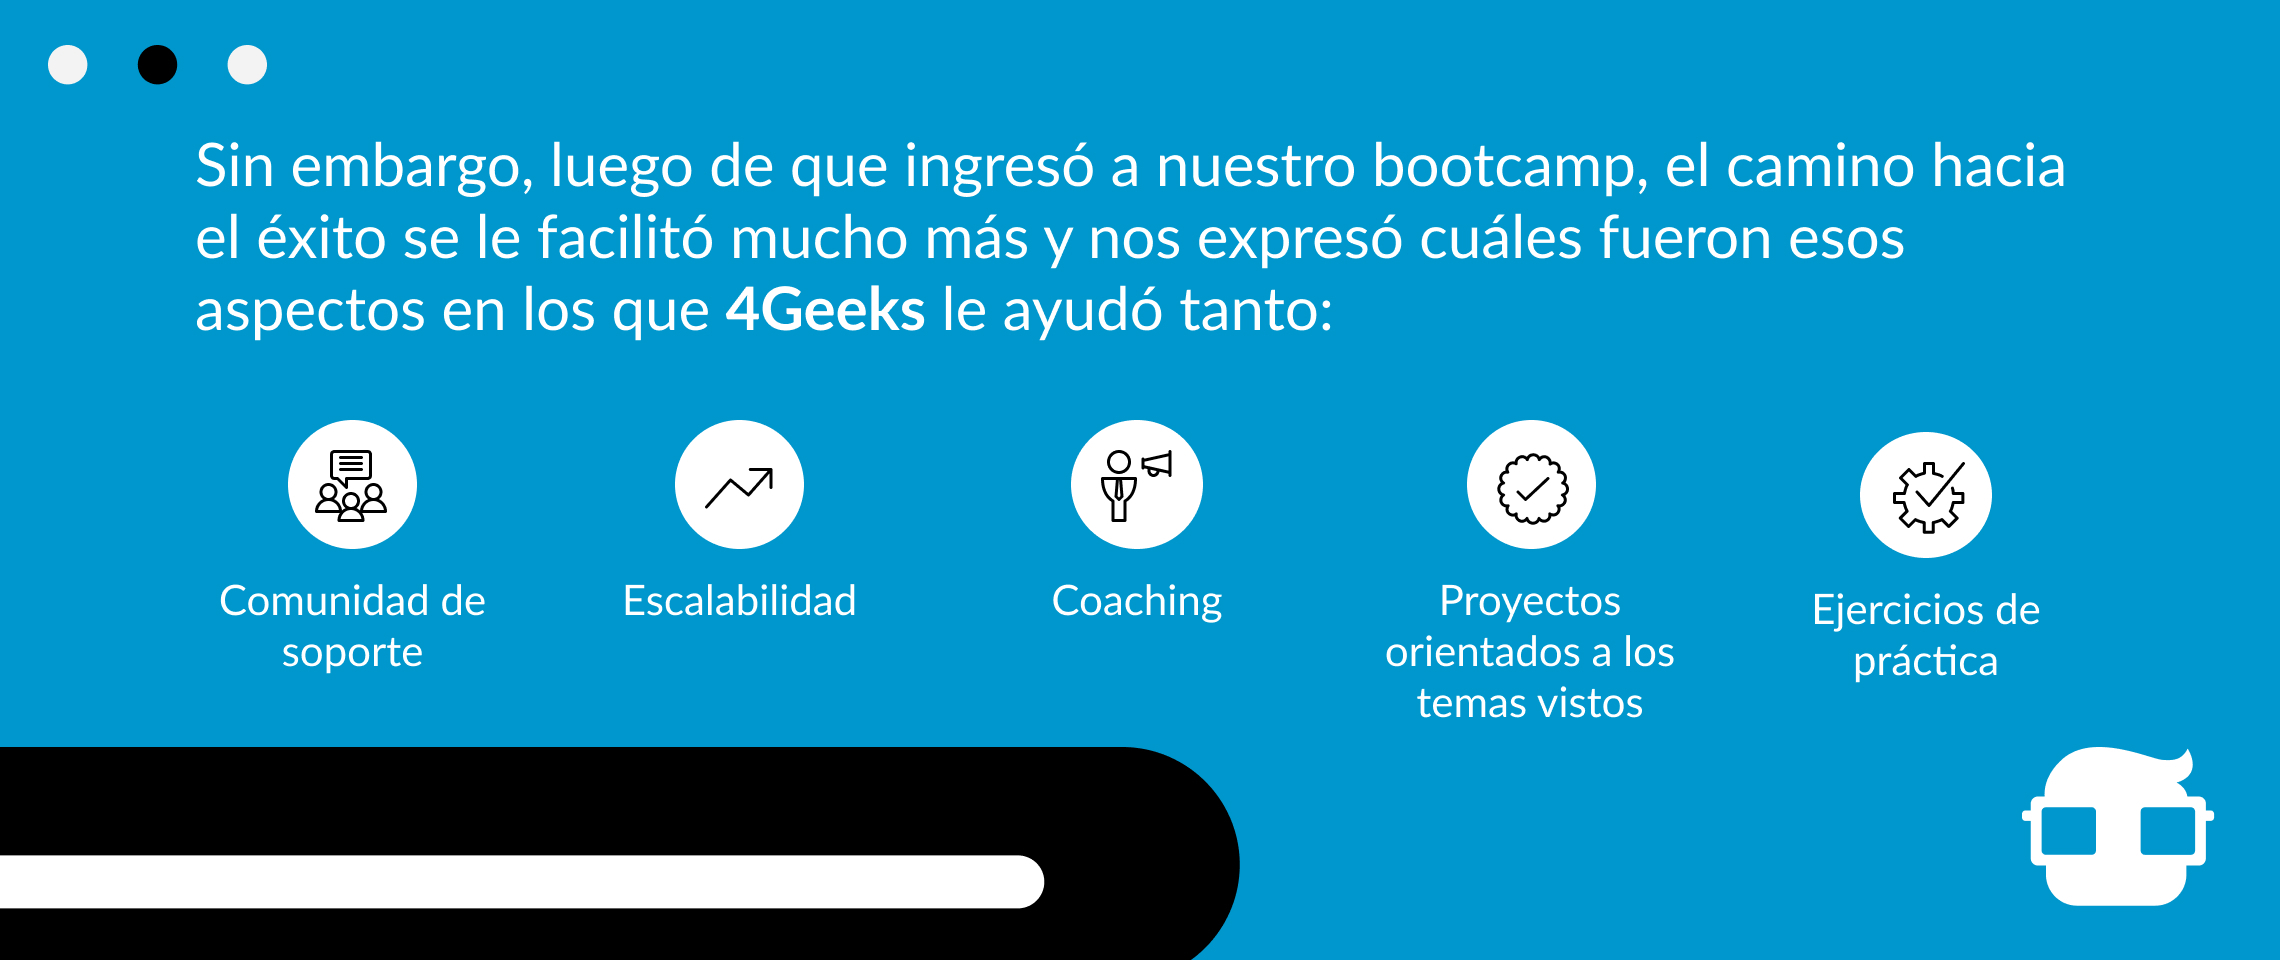 Sin embargo, luego de que ingresó a nuestro bootcamp, el camino hacia
el éxito se le facilitó mucho más y nos expresó cuáles fueron esos
aspectos en los que 4Geeks le ayudó tanto:
Comunidad de
soporte
Escalabilidad
Coaching
Proyectos
orientados a los
temas vistos
Ejercicios de
práctica